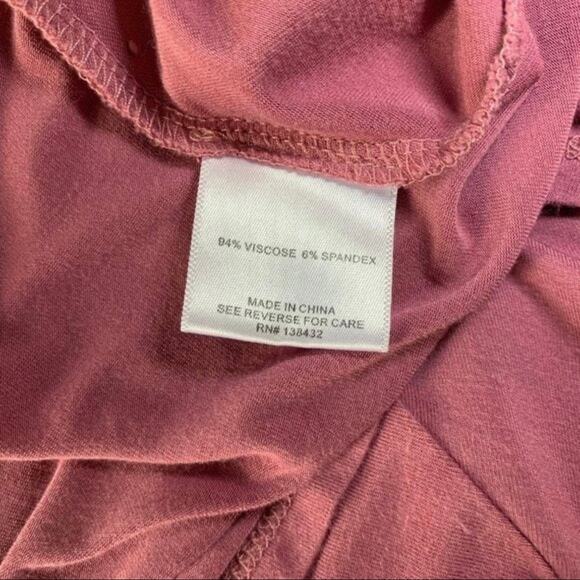 94% VISCOSE 6% SPANDEX
MADE IN CHINA
SEE REVERSE FOR CARE
RN# 138432